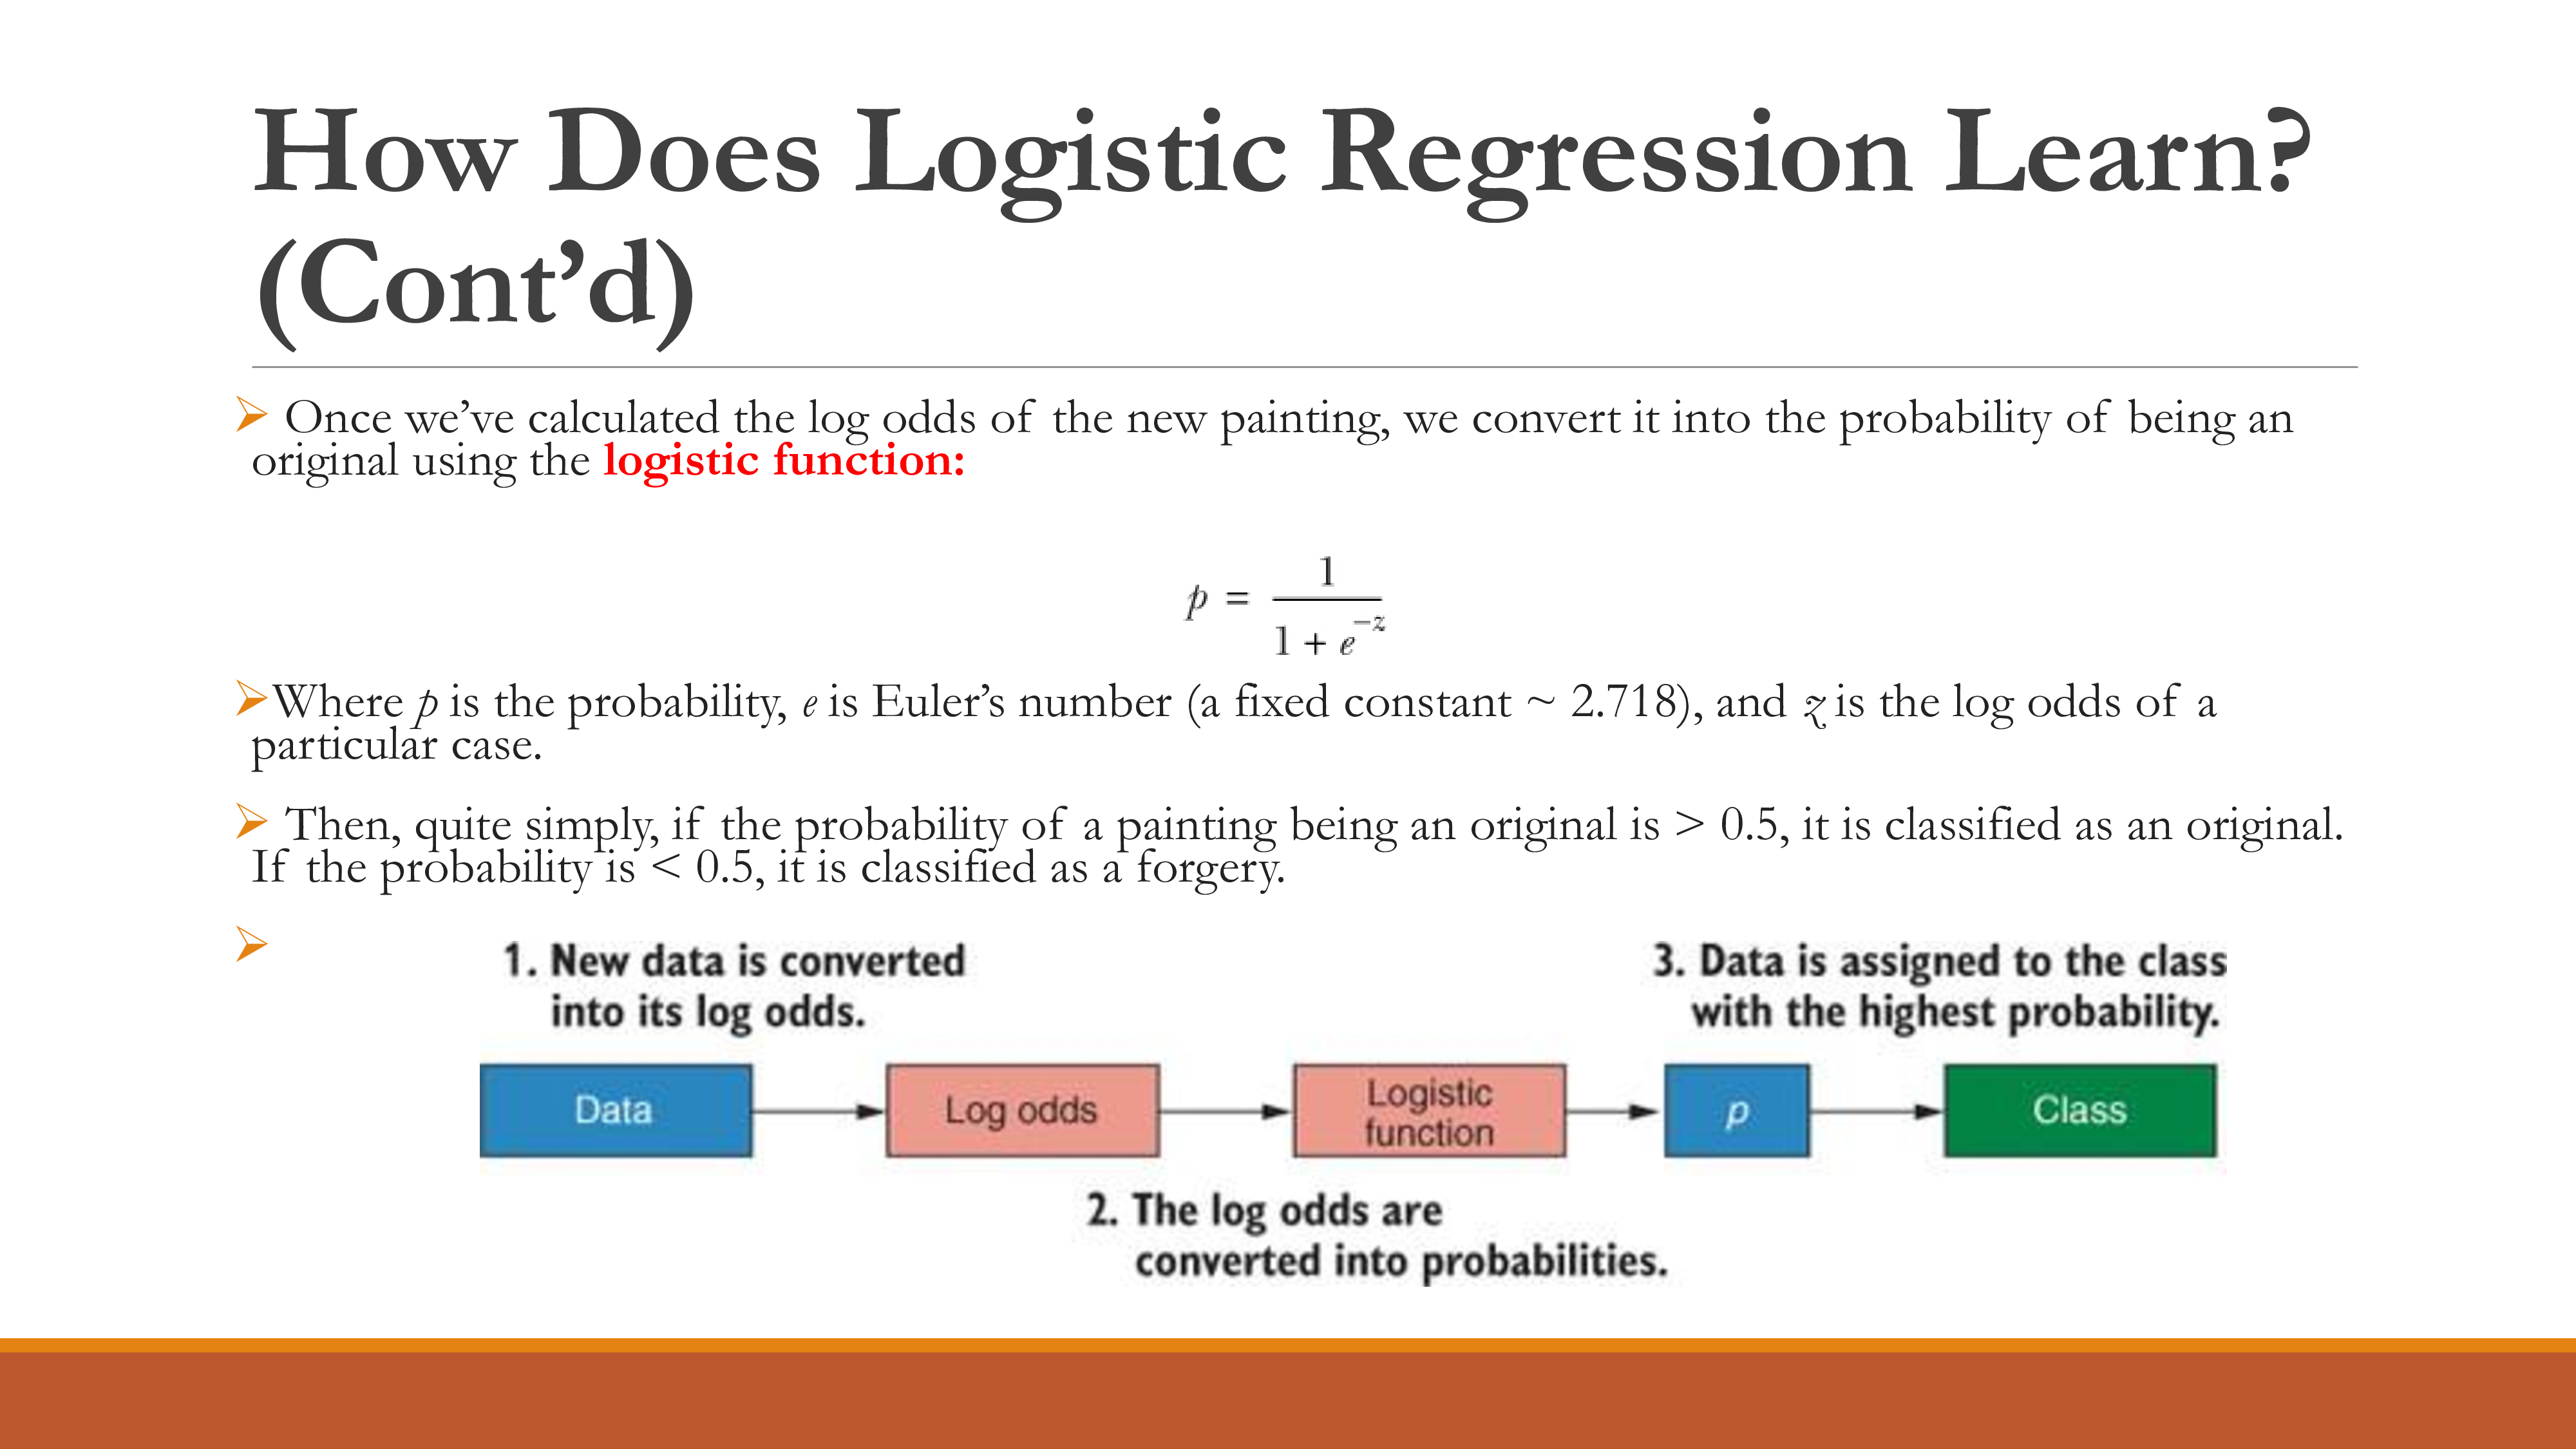 How Does Logistic Regression Learn?
(Cont’d)
➢ Once we’ve calculated the log odds of the new painting, we convert it into the probability of being an
original using the logistic function:
p = 1 / (1 + e^{-z})
➢Where p is the probability, e is Euler’s number (a fixed constant ~ 2.718), and z is the log odds of a
particular case.
➢ Then, quite simply, if the probability of a painting being an original is > 0.5, it is classified as an original.
If the probability is < 0.5, it is classified as a forgery.
➢
1. New data is converted
into its log odds.
3. Data is assigned to the class
with the highest probability.
Data
Log odds
Logistic
function
p
Class
2. The log odds are
converted into probabilities.